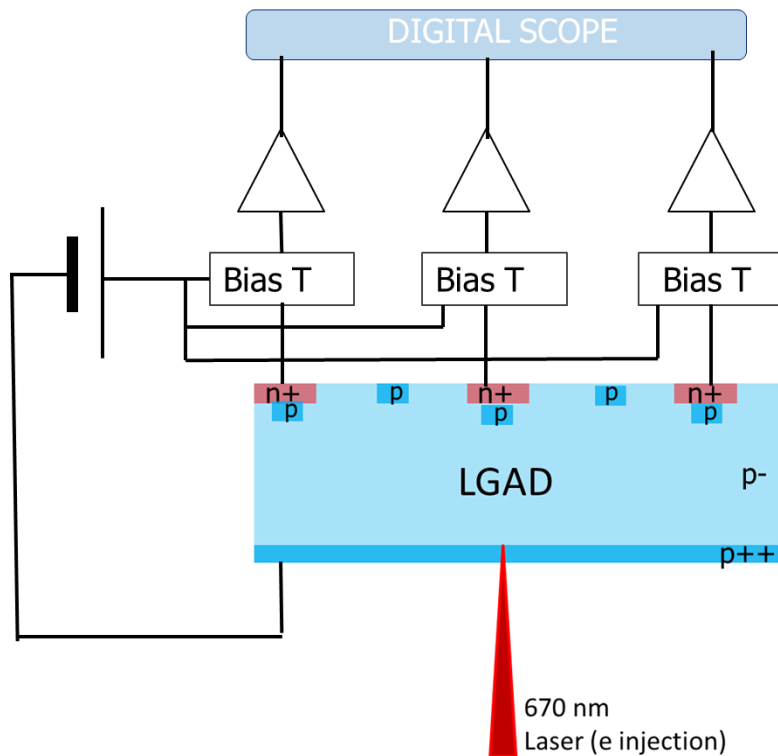 DIGITAL SCOPE
Bias T
Bias T
Bias T
n+
p
n+
p
n+
p
p
p
LGAD
p-
p++
670 nm
Laser (e injection)